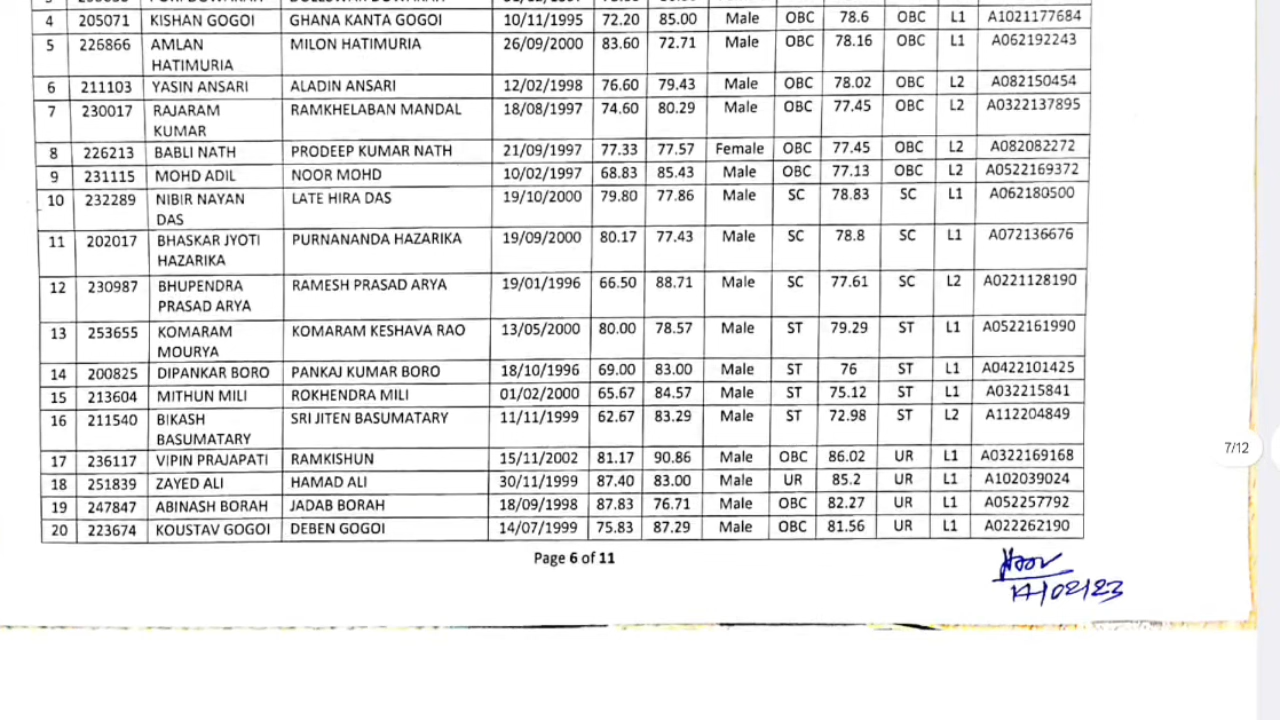 4 205071 KISHAN GOGOI GHANA KANTA GOGOI 10/11/1995 72.20 85.00 Male OBC 78.6 OBC L1 A1021177684
5 226866 AMLAN MILON HATIMURIA 26/09/2000 83.60 72.71 Male OBC 78.16 OBC L1 A062192243
HATIMURIA
6 211103 YASIN ANSARI ALADIN ANSARI 12/02/1998 76.60 79.43 Male OBC 78.02 OBC L2 A082150454
7 230017 RAJARAM RAMKHELABAN MANDAL 18/08/1997 74.60 80.29 Male OBC 77.45 OBC L2 A0322137895
KUMAR
8 226213 BABLI NATH PRODEEP KUMAR NATH 21/09/1997 77.33 77.57 Female OBC 77.45 OBC L2 A082082272
9 231115 MOHD ADIL NOOR MOHD 10/02/1997 68.83 85.43 Male OBC 77.13 OBC L2 A0522169372
10 232289 NIBIR NAYAN LATE HIRA DAS 19/10/2000 79.80 77.86 Male SC 78.83 SC L1 A062180500
DAS
11 202017 BHASKAR JYOTI PURNANANDA HAZARIKA 19/09/2000 80.17 77.43 Male SC 78.8 SC L1 A072136676
HAZARIKA
12 230987 BHUPENDRA RAMESH PRASAD ARYA 19/01/1996 66.50 88.71 Male SC 77.61 SC L2 A0221128190
PRASAD ARYA
13 253655 KOMARAM KOMARAM KESHAVA RAO 13/05/2000 80.00 78.57 Male ST 79.29 ST L1 A0522161990
MOURYA
14 200825 DIPANKAR BORO PANKAJ KUMAR BORO 18/10/1996 69.00 83.00 Male ST 76 ST L1 A0422101425
15 213604 MITHUN MILI ROKHENDRA MILI 01/02/2000 65.67 84.57 Male ST 75.12 ST L1 A032215841
16 211540 BIKASH SRI JITEN BASUMATARY 11/11/1999 62.67 83.29 Male ST 72.98 ST L2 A112204849
BASUMATARY
17 236117 VIPIN PRAJAPATI RAMKISHUN 15/11/2002 81.17 90.86 Male OBC 86.02 UR L1 A0322169168
18 251839 ZAYED ALI HAMAD ALI 30/11/1999 87.40 83.00 Male UR 85.2 UR L1 A102039024
19 247847 ABINASH BORAH JADAB BORAH 18/09/1998 87.83 76.71 Male OBC 82.27 UR L1 A052257792
20 223674 KOUSTAV GOGOI DEBEN GOGOI 14/07/1999 75.83 87.29 Male OBC 81.56 UR L1 A022262190
Page 6 of 11
7/12